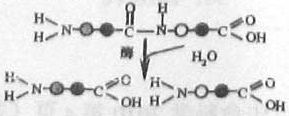 O H
H N C N C O
H OH
酶 H₂O
H N C O H N C O
H OH H OH